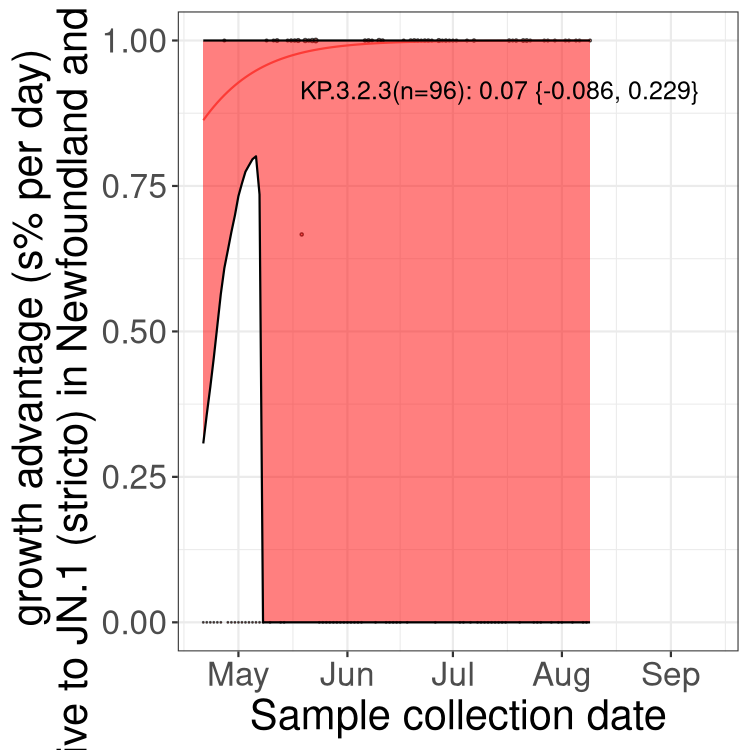 growth advantage (s% per day)
ive to JN.1 (stricto) in Newfoundland and
1.00
0.75
0.50
0.25
0.00
KP.3.2.3(n=96): 0.07 {-0.086, 0.229}
May Jun Jul Aug Sep
Sample collection date